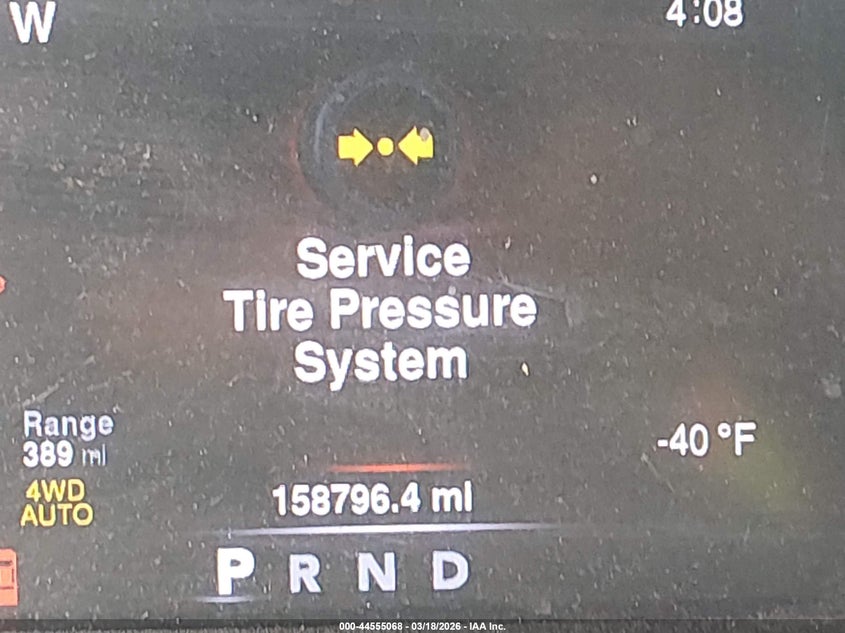 W
4:08
Service
Tire Pressure
System
Range
389 mi
-40 °F
4WD
AUTO
158796.4 mi
P R N D
000-44555068 - 03/18/2026 - IAA Inc.